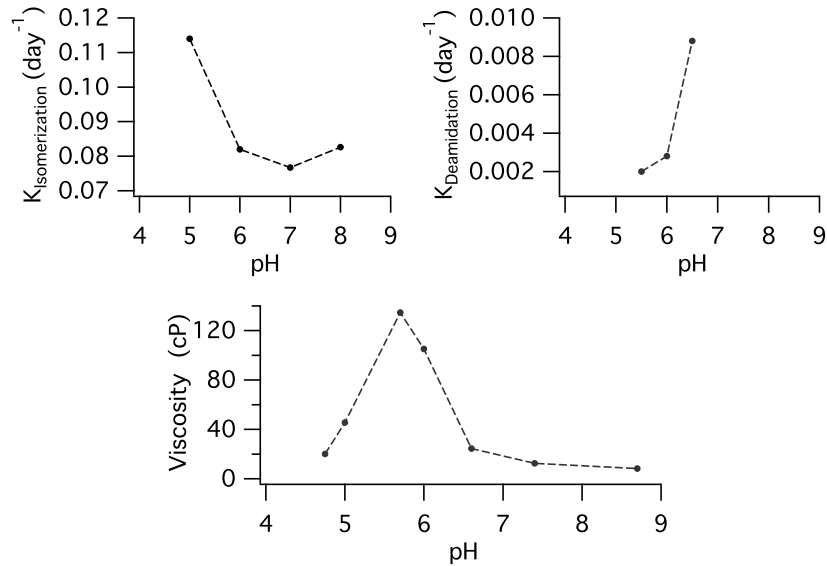 K_Isomerization (day^-1)
0.12
0.11
0.10
0.09
0.08
0.07
4 5 6 7 8 9
pH
K_Deamidation (day^-1)
0.010
0.008
0.006
0.004
0.002
4 5 6 7 8 9
pH
Viscosity (cP)
120
80
40
0
4 5 6 7 8 9
pH